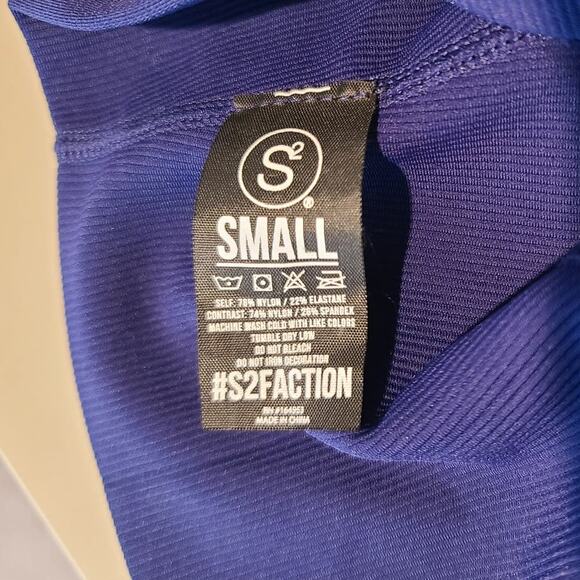 S2
®
SMALL
SELF: 78% NYLON / 22% ELASTANE
CONTRAST: 74% NYLON / 26% SPANDEX
MACHINE WASH COLD WITH LIKE COLORS
TUMBLE DRY LOW
DO NOT BLEACH
DO NOT IRON DECORATION
#S2FACTION
MADE IN CHINA